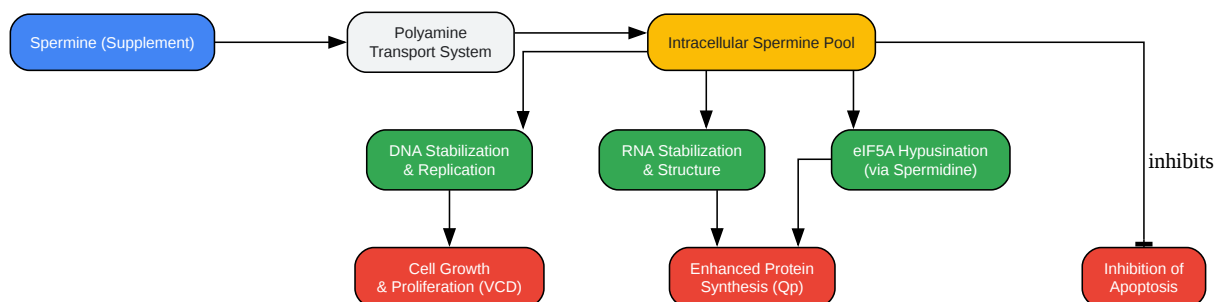 Spermine (Supplement)
Polyamine
Transport System
Intracellular Spermine Pool
DNA Stabilization
& Replication
RNA Stabilization
& Structure
eIF5A Hypusination
(via Spermidine)
inhibits
Cell Growth
& Proliferation (VCD)
Enhanced Protein
Synthesis (Qp)
Inhibition of
Apoptosis